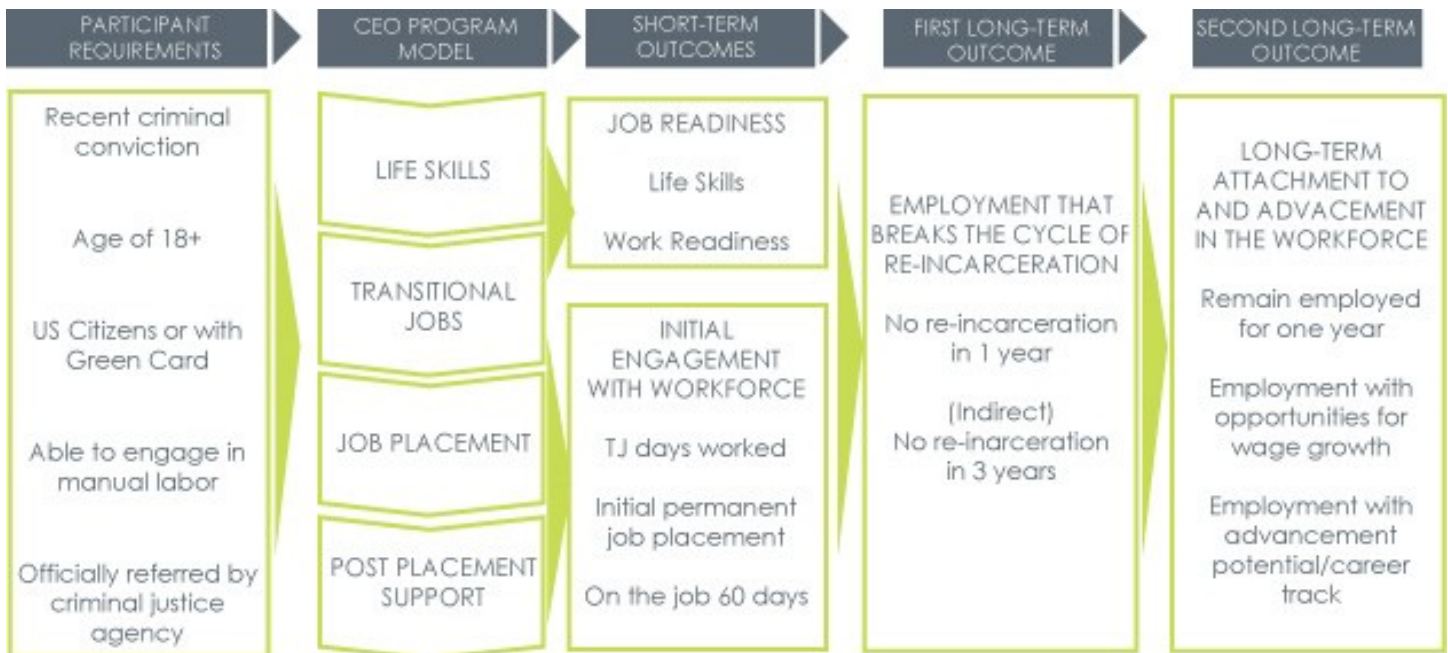 PARTICIPANT
REQUIREMENTS
CEO PROGRAM
MODEL
SHORT-TERM
OUTCOMES
FIRST LONG-TERM
OUTCOME
SECOND LONG-TERM
OUTCOME
Recent criminal
conviction
Age of 18+
US Citizens or with
Green Card
Able to engage in
manual labor
Officially referred by
criminal justice
agency
LIFE SKILLS
TRANSITIONAL
JOBS
JOB PLACEMENT
POST PLACEMENT
SUPPORT
JOB READINESS
Life Skills
Work Readiness
INITIAL
ENGAGEMENT
WITH WORKFORCE
TJ days worked
Initial permanent
job placement
On the job 60 days
EMPLOYMENT THAT
BREAKS THE CYCLE OF
RE-INCARCERATION
No re-incarceration
in 1 year
(Indirect)
No re-inarceration
in 3 years
LONG-TERM
ATTACHMENT TO
AND ADVACEMENT
IN THE WORKFORCE
Remain employed
for one year
Employment with
opportunities for
wage growth
Employment with
advancement
potential/career
track